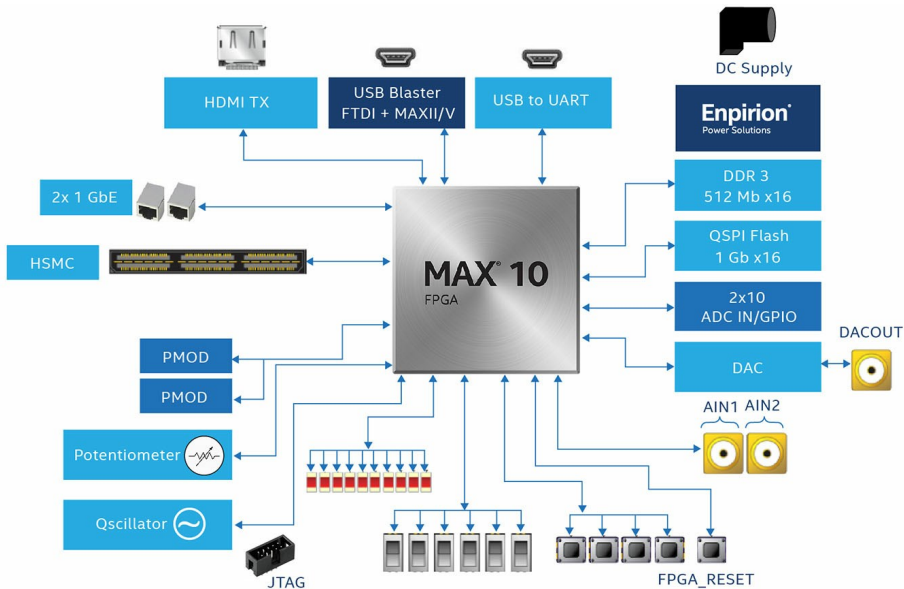 DC Supply
HDMI TX
USB Blaster
FTDI + MAXII/V
USB to UART
Enpirion®
Power Solutions
2x 1 GbE
DDR 3
512 Mb x16
HSMC
QSPI Flash
1 Gb x16
MAX® 10
FPGA
2x10
ADC IN/GPIO
DACOUT
PMOD
DAC
PMOD
AIN1 AIN2
Potentiometer
Qscillator
JTAG
FPGA_RESET